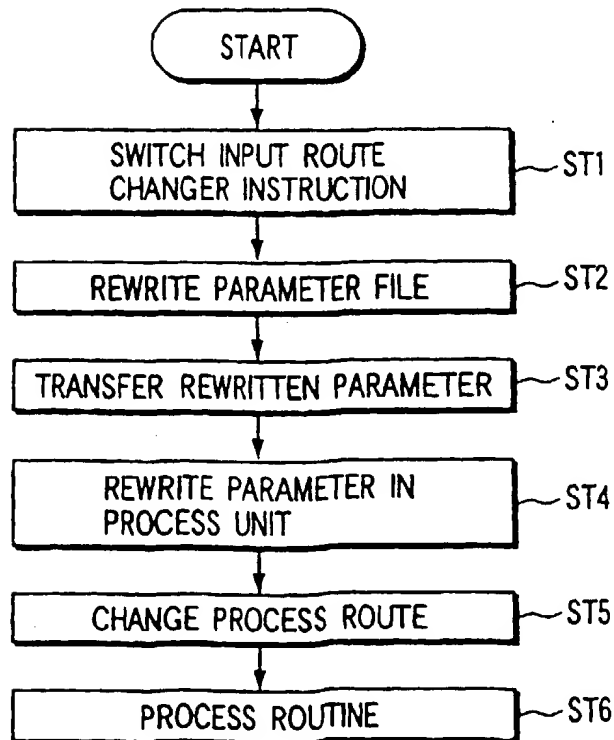 START
SWITCH INPUT ROUTE
CHANGER INSTRUCTION
ST1
REWRITE PARAMETER FILE
ST2
TRANSFER REWRITTEN PARAMETER
ST3
REWRITE PARAMETER IN
PROCESS UNIT
ST4
CHANGE PROCESS ROUTE
ST5
PROCESS ROUTINE
ST6